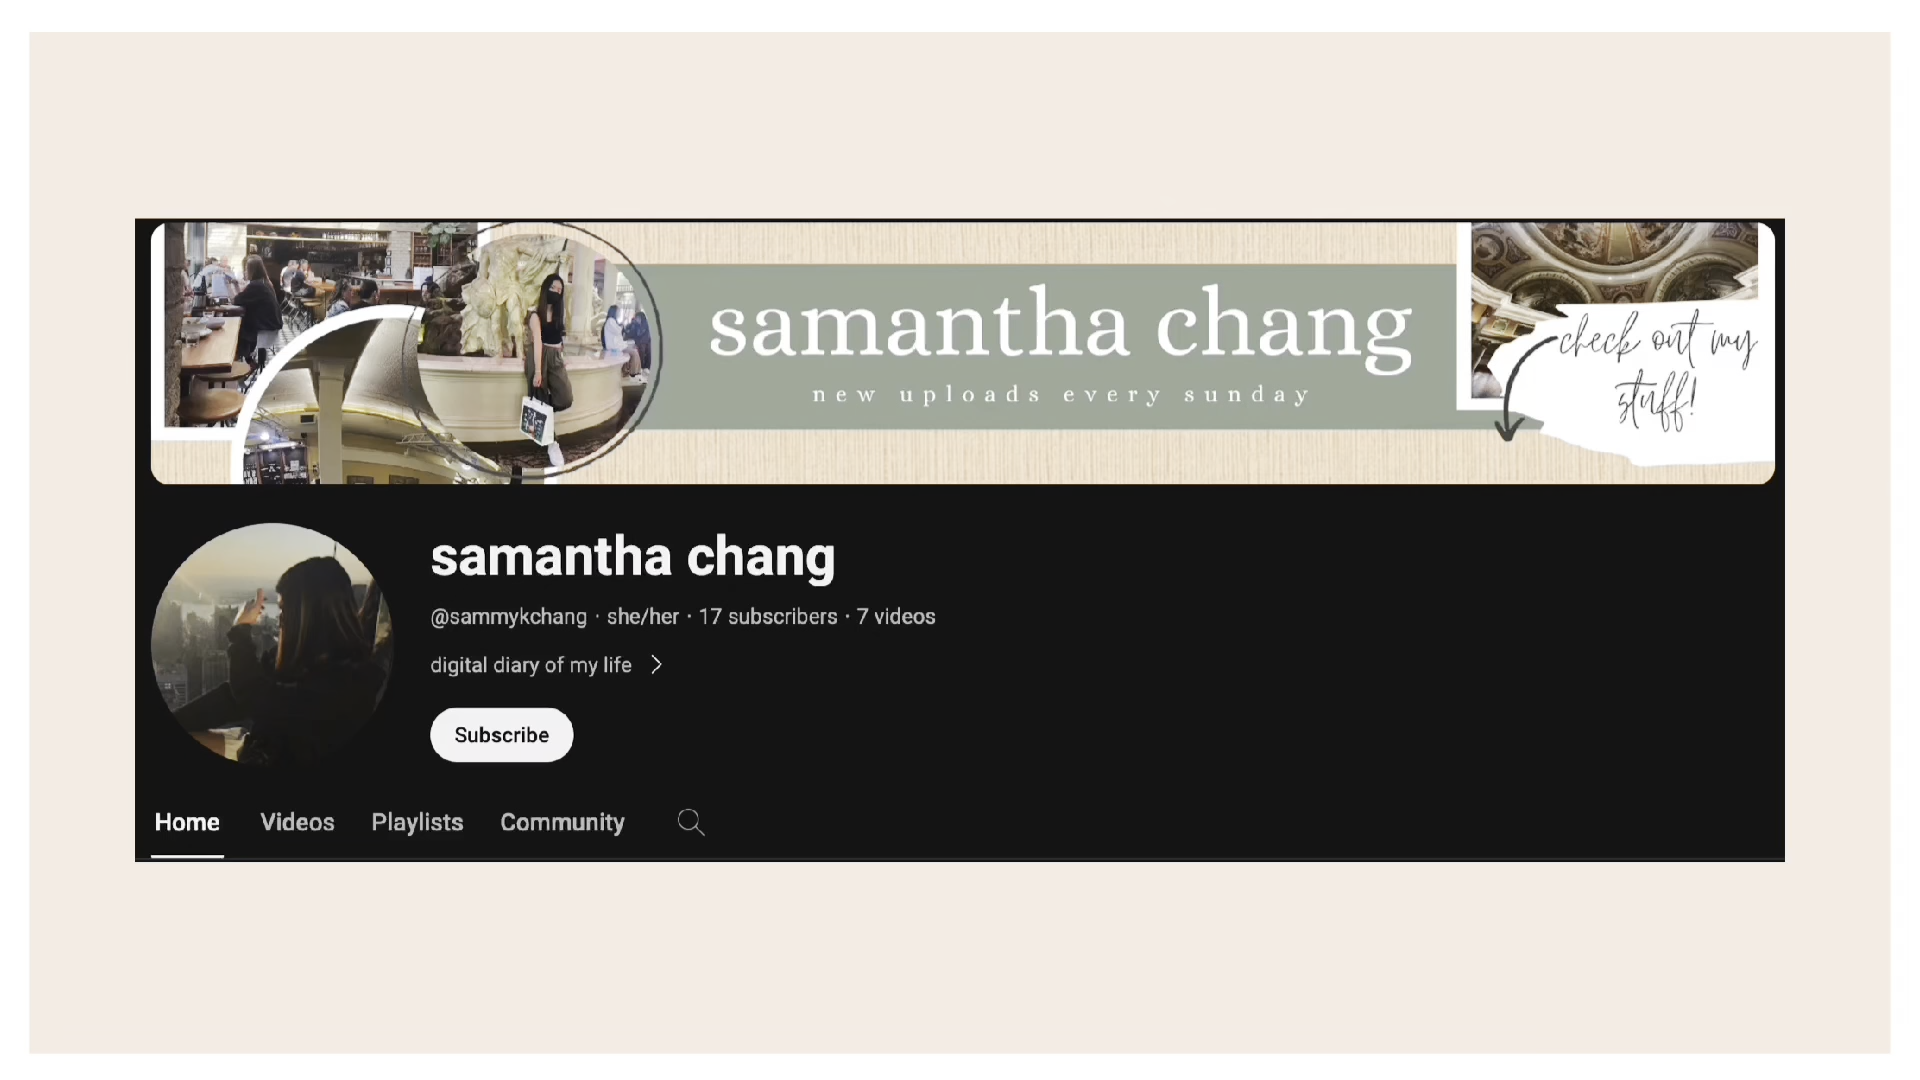 samantha chang
new uploads every sunday
check out my
stuff!
samantha chang
@sammykchang · she/her · 17 subscribers · 7 videos
digital diary of my life
Subscribe
Home Videos Playlists Community